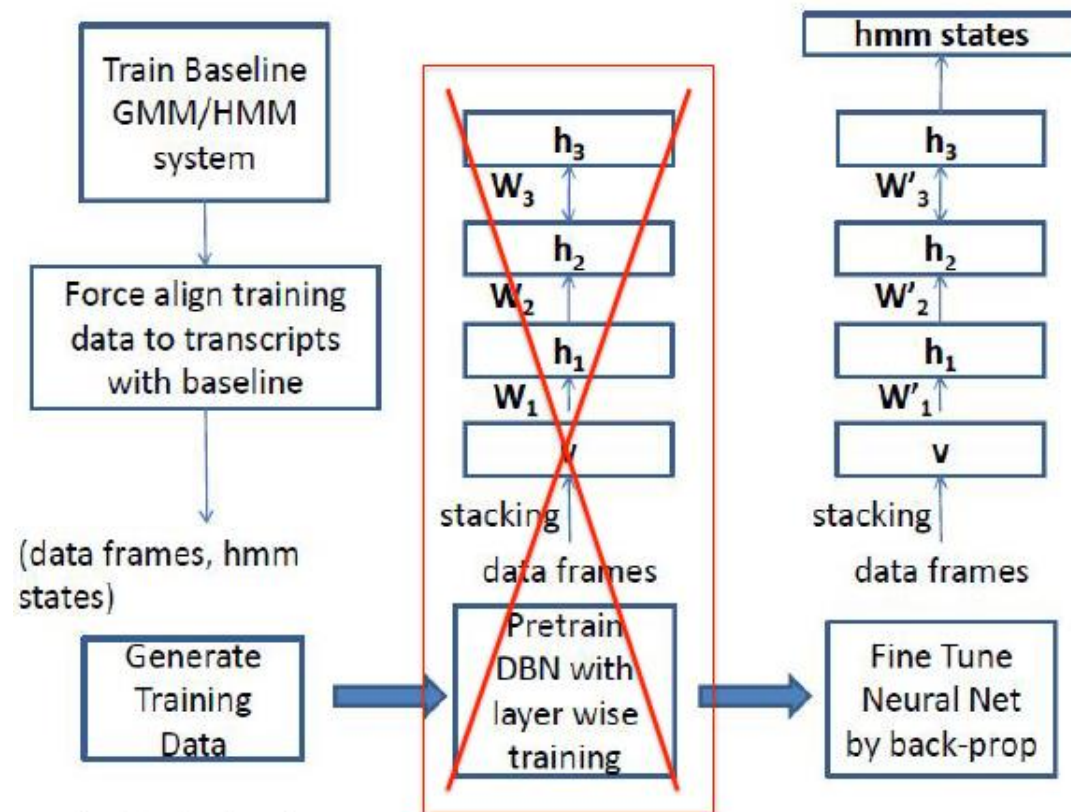 Train Baseline
GMM/HMM
system
Force align training
data to transcripts
with baseline
(data frames, hmm
states)
Generate
Training
Data
h₃
W₃
h₂
W₂
h₁
W₁
v
stacking
data frames
Pretrain
DBN with
layer wise
training
hmm states
h₃
W'₃
h₂
W'₂
h₁
W'₁
v
stacking
data frames
Fine Tune
Neural Net
by back-prop